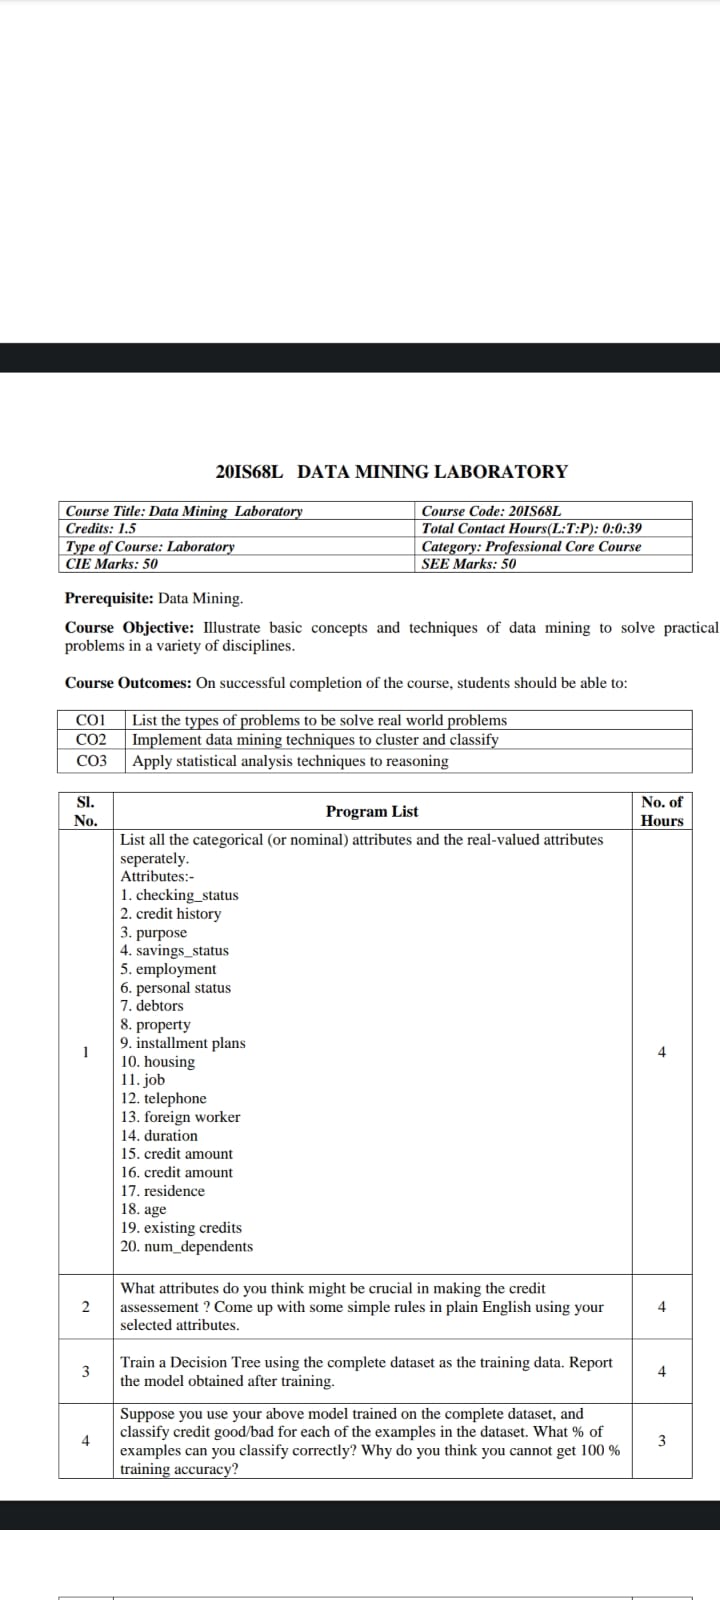 20IS68L DATA MINING LABORATORY
Course Title: Data Mining Laboratory
Course Code: 20IS68L
Credits: 1.5
Total Contact Hours(L:T:P): 0:0:39
Type of Course: Laboratory
Category: Professional Core Course
CIE Marks: 50
SEE Marks: 50
Prerequisite: Data Mining.
Course Objective: Illustrate basic concepts and techniques of data mining to solve practical
problems in a variety of disciplines.
Course Outcomes: On successful completion of the course, students should be able to:
CO1 List the types of problems to be solve real world problems
CO2 Implement data mining techniques to cluster and classify
CO3 Apply statistical analysis techniques to reasoning
Sl.
No.
Program List
No. of
Hours
1
List all the categorical (or nominal) attributes and the real-valued attributes
seperately.
Attributes:-
1. checking_status
2. credit history
3. purpose
4. savings_status
5. employment
6. personal status
7. debtors
8. property
9. installment plans
10. housing
11. job
12. telephone
13. foreign worker
14. duration
15. credit amount
16. credit amount
17. residence
18. age
19. existing credits
20. num_dependents
4
2
What attributes do you think might be crucial in making the credit
assessement ? Come up with some simple rules in plain English using your
selected attributes.
4
3
Train a Decision Tree using the complete dataset as the training data. Report
the model obtained after training.
4
4
Suppose you use your above model trained on the complete dataset, and
classify credit good/bad for each of the examples in the dataset. What % of
examples can you classify correctly? Why do you think you cannot get 100 %
training accuracy?
3